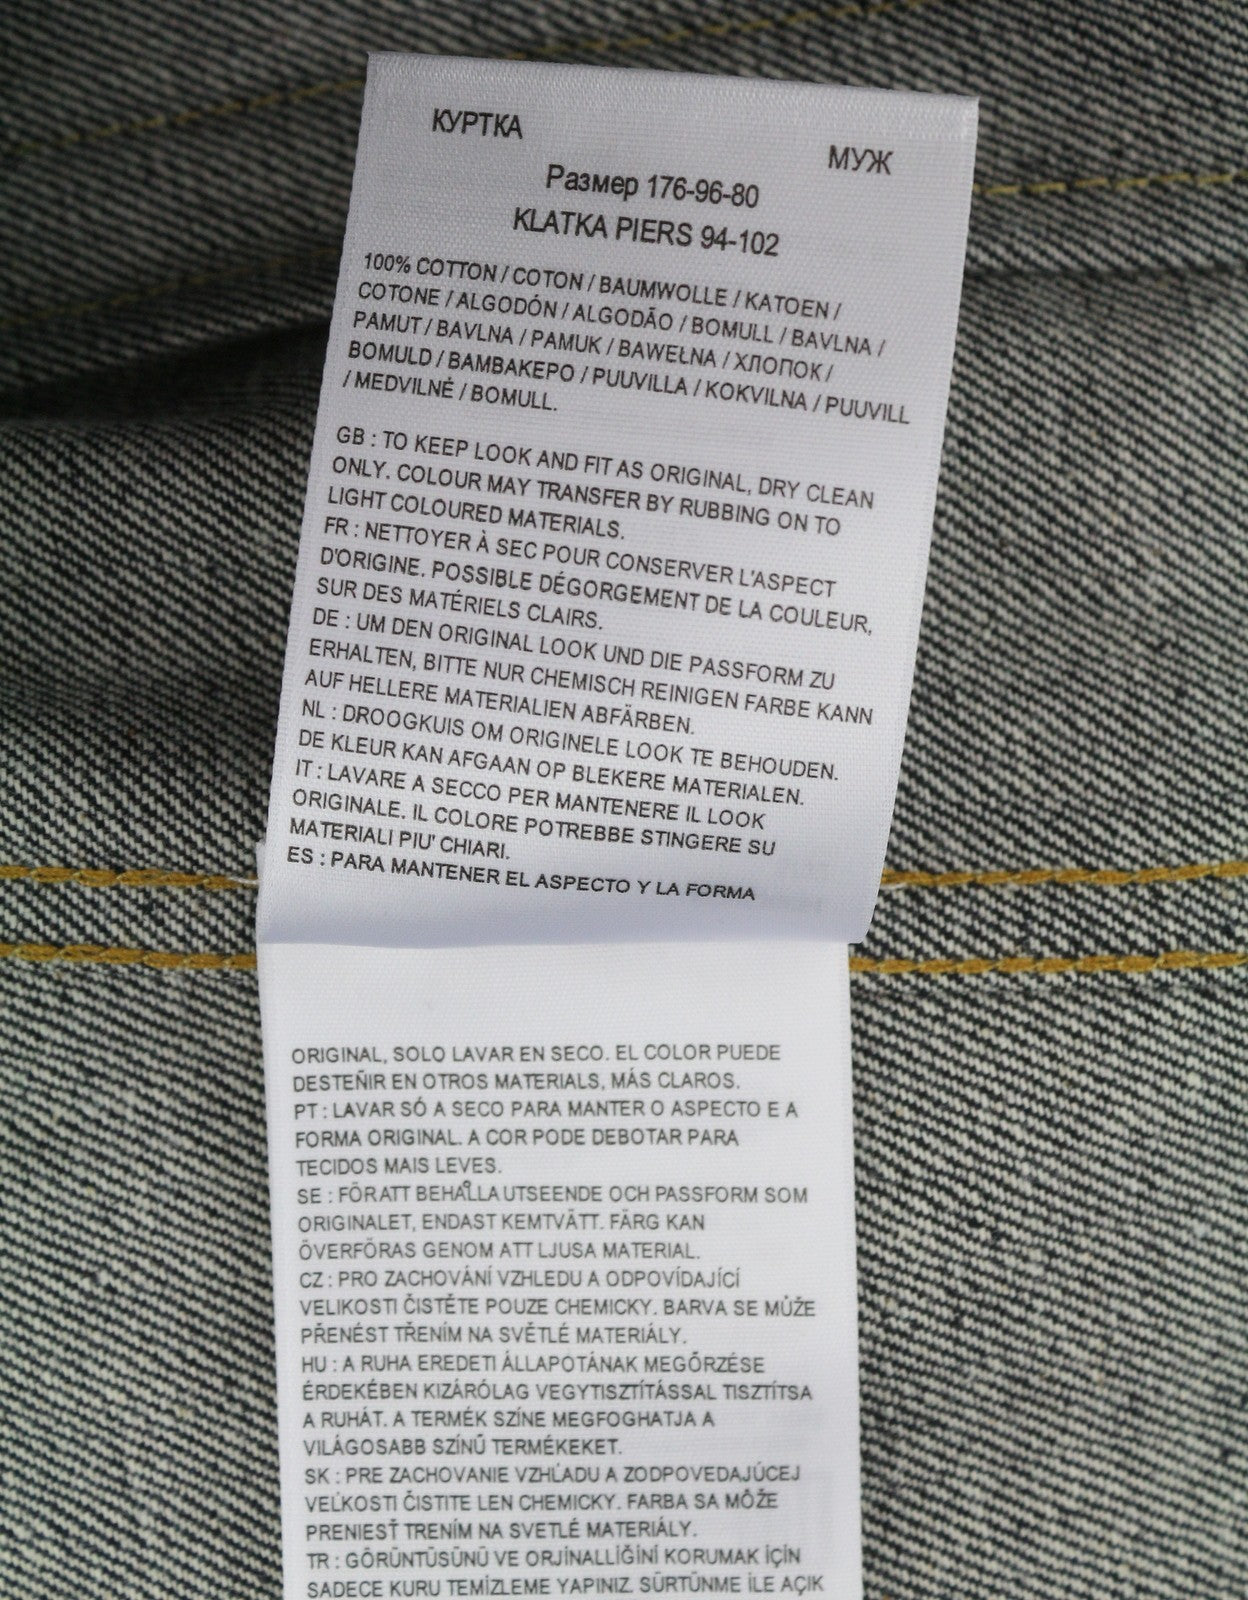 КУРТКА
МУЖ
Размер 176-96-80
KLATKA PIERS 94-102
100% COTTON / COTON / BAUMWOLLE / KATOEN /
COTONE / ALGODÓN / ALGODÃO / BOMULL / BAVLNA /
PAMUT / BAVLNA / PAMUK / BAWEŁNA / ХЛОПОК /
BOMULD / BAMBAKEPO / PUUVILLA / KOKVILNA / PUUVILL
/ MEDVILNĖ / BOMULL.
GB : TO KEEP LOOK AND FIT AS ORIGINAL, DRY CLEAN
ONLY. COLOUR MAY TRANSFER BY RUBBING ON TO
LIGHT COLOURED MATERIALS.
FR : NETTOYER À SEC POUR CONSERVER L'ASPECT
D'ORIGINE. POSSIBLE DÉGORGEMENT DE LA COULEUR,
SUR DES MATÉRIELS CLAIRS.
DE : UM DEN ORIGINAL LOOK UND DIE PASSFORM ZU
ERHALTEN, BITTE NUR CHEMISCH REINIGEN FARBE KANN
AUF HELLERE MATERIALIEN ABFÄRBEN.
NL : DROOGKUIS OM ORIGINELE LOOK TE BEHOUDEN.
DE KLEUR KAN AFGAAN OP BLEKERE MATERIALEN.
IT : LAVARE A SECCO PER MANTENERE IL LOOK
ORIGINALE. IL COLORE POTREBBE STINGERE SU
MATERIALI PIU' CHIARI.
ES : PARA MANTENER EL ASPECTO Y LA FORMA
ORIGINAL, SOLO LAVAR EN SECO. EL COLOR PUEDE
DESTEÑIR EN OTROS MATERIALS, MÁS CLAROS.
PT : LAVAR SÓ A SECO PARA MANTER O ASPECTO E A
FORMA ORIGINAL. A COR PODE DEBOTAR PARA
TECIDOS MAIS LEVES.
SE : FÖR ATT BEHÅLLA UTSEENDE OCH PASSFORM SOM
ORIGINALET, ENDAST KEMTVÄTT. FÄRG KAN
ÖVERFÖRAS GENOM ATT LJUSA MATERIAL.
CZ : PRO ZACHOVÁNÍ VZHLEDU A ODPOVÍDAJÍCÍ
VELIKOSTI ČISTĚTE POUZE CHEMICKY. BARVA SE MŮŽE
PŘENÉST TŘENÍM NA SVĚTLÉ MATERIÁLY.
HU : A RUHA EREDETI ÁLLAPOTÁNAK MEGŐRZÉSE
ÉRDEKÉBEN KIZÁRÓLAG VEGYTISZTÍTÁSSAL TISZTÍTSA
A RUHÁT. A TERMÉK SZÍNE MEGFOGHATJA A
VILÁGOSABB SZÍNŰ TERMÉKEKET.
SK : PRE ZACHOVANIE VZHĽADU A ZODPOVEDAJÚCEJ
VEĽKOSTI ČISTITE LEN CHEMICKY. FARBA SA MÔŽE
PRENIESŤ TRENÍM NA SVETLÉ MATERIÁLY.
TR : GÖRÜNTÜSÜNÜ VE ORJİNALLİĞİNİ KORUMAK İÇİN
SADECE KURU TEMİZLEME YAPINIZ. SÜRTÜNME İLE AÇIK